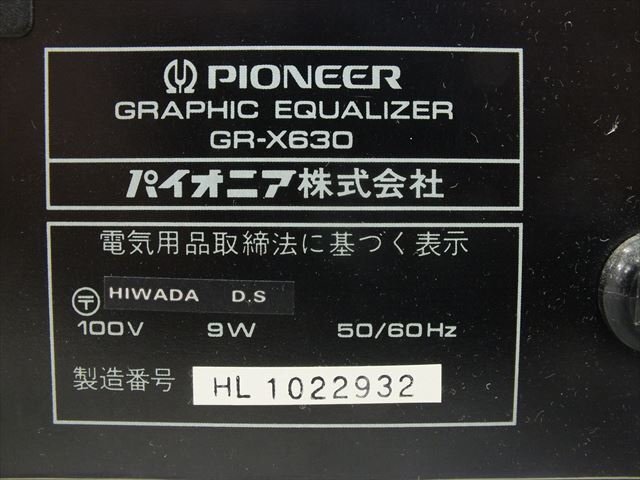 PIONEER
GRAPHIC EQUALIZER
GR-X630
パイオニア株式会社
電気用品取締法に基づく表示
〒 HIWADA D.S
100V 9W 50/60Hz
製造番号 HL 1022932